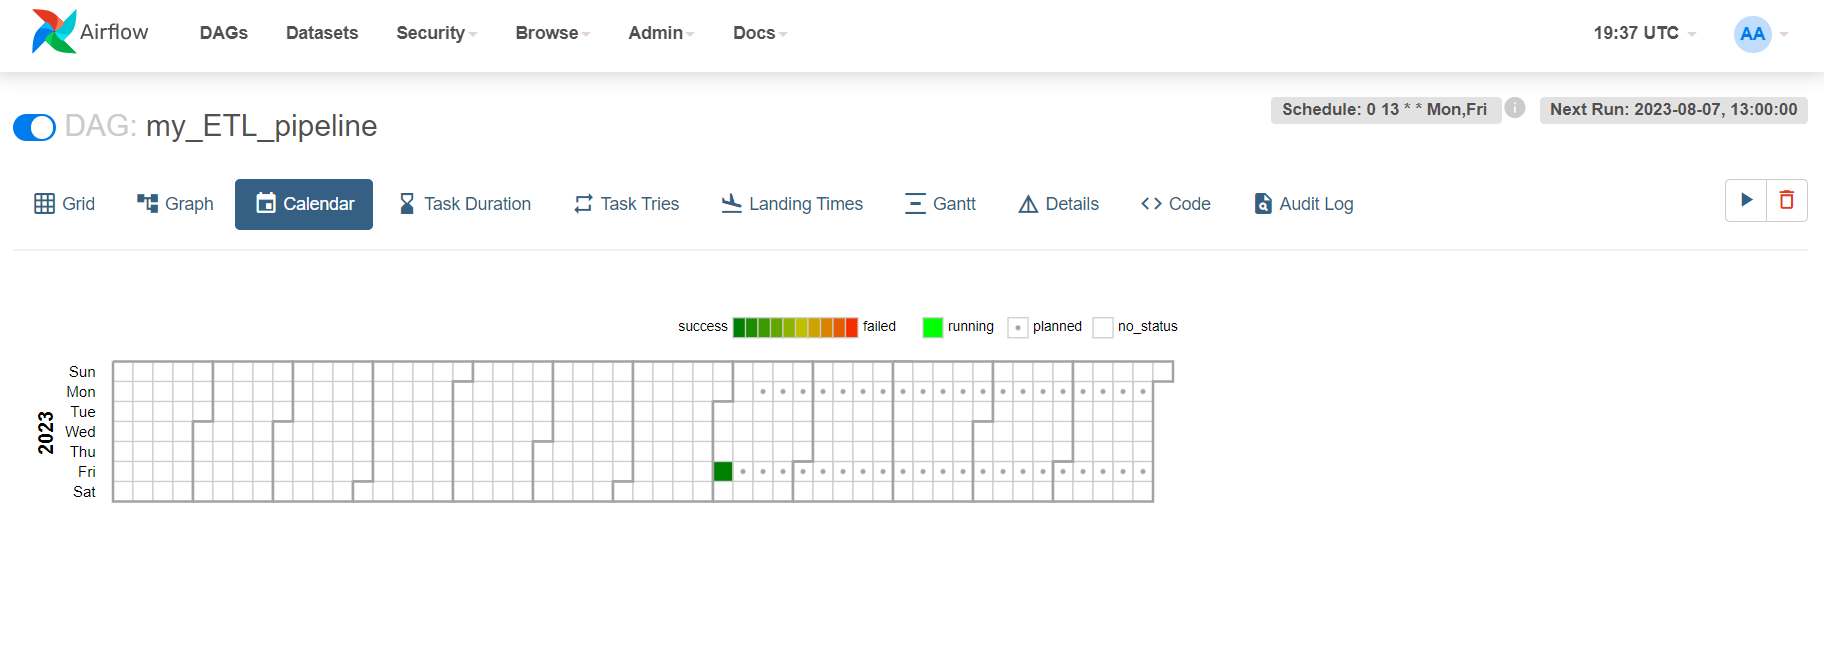 Airflow DAGs Datasets Security Browse Admin Docs 19:37 UTC AA
Schedule: 0 13 * * Mon,Fri i Next Run: 2023-08-07, 13:00:00
DAG: my_ETL_pipeline
Grid Graph Calendar Task Duration Task Tries Landing Times Gantt Details Code Audit Log
success failed running planned no_status
2023
Sun
Mon
Tue
Wed
Thu
Fri
Sat